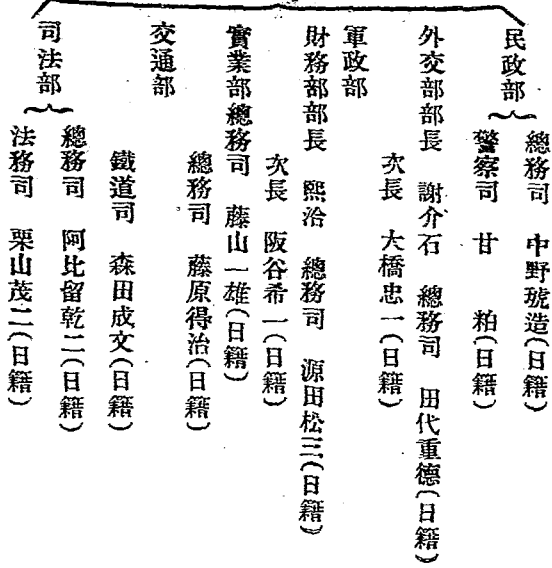 民政部
總務司　中野琥造(日籍)
警察司　甘　粕(日籍)
外交部部長　謝介石　總務司　田代重德(日籍)
次長　大橋忠一(日籍)
軍政部
財務部部長　熙洽　總務司　源田松三(日籍)
次長　阪谷希一(日籍)
實業部總務司　藤山一雄(日籍)
交通部
總務司　藤原得治(日籍)
鐵道司　森田成文(日籍)
司法部
總務司　阿比留乾二(日籍)
法務司　栗山茂二(日籍)